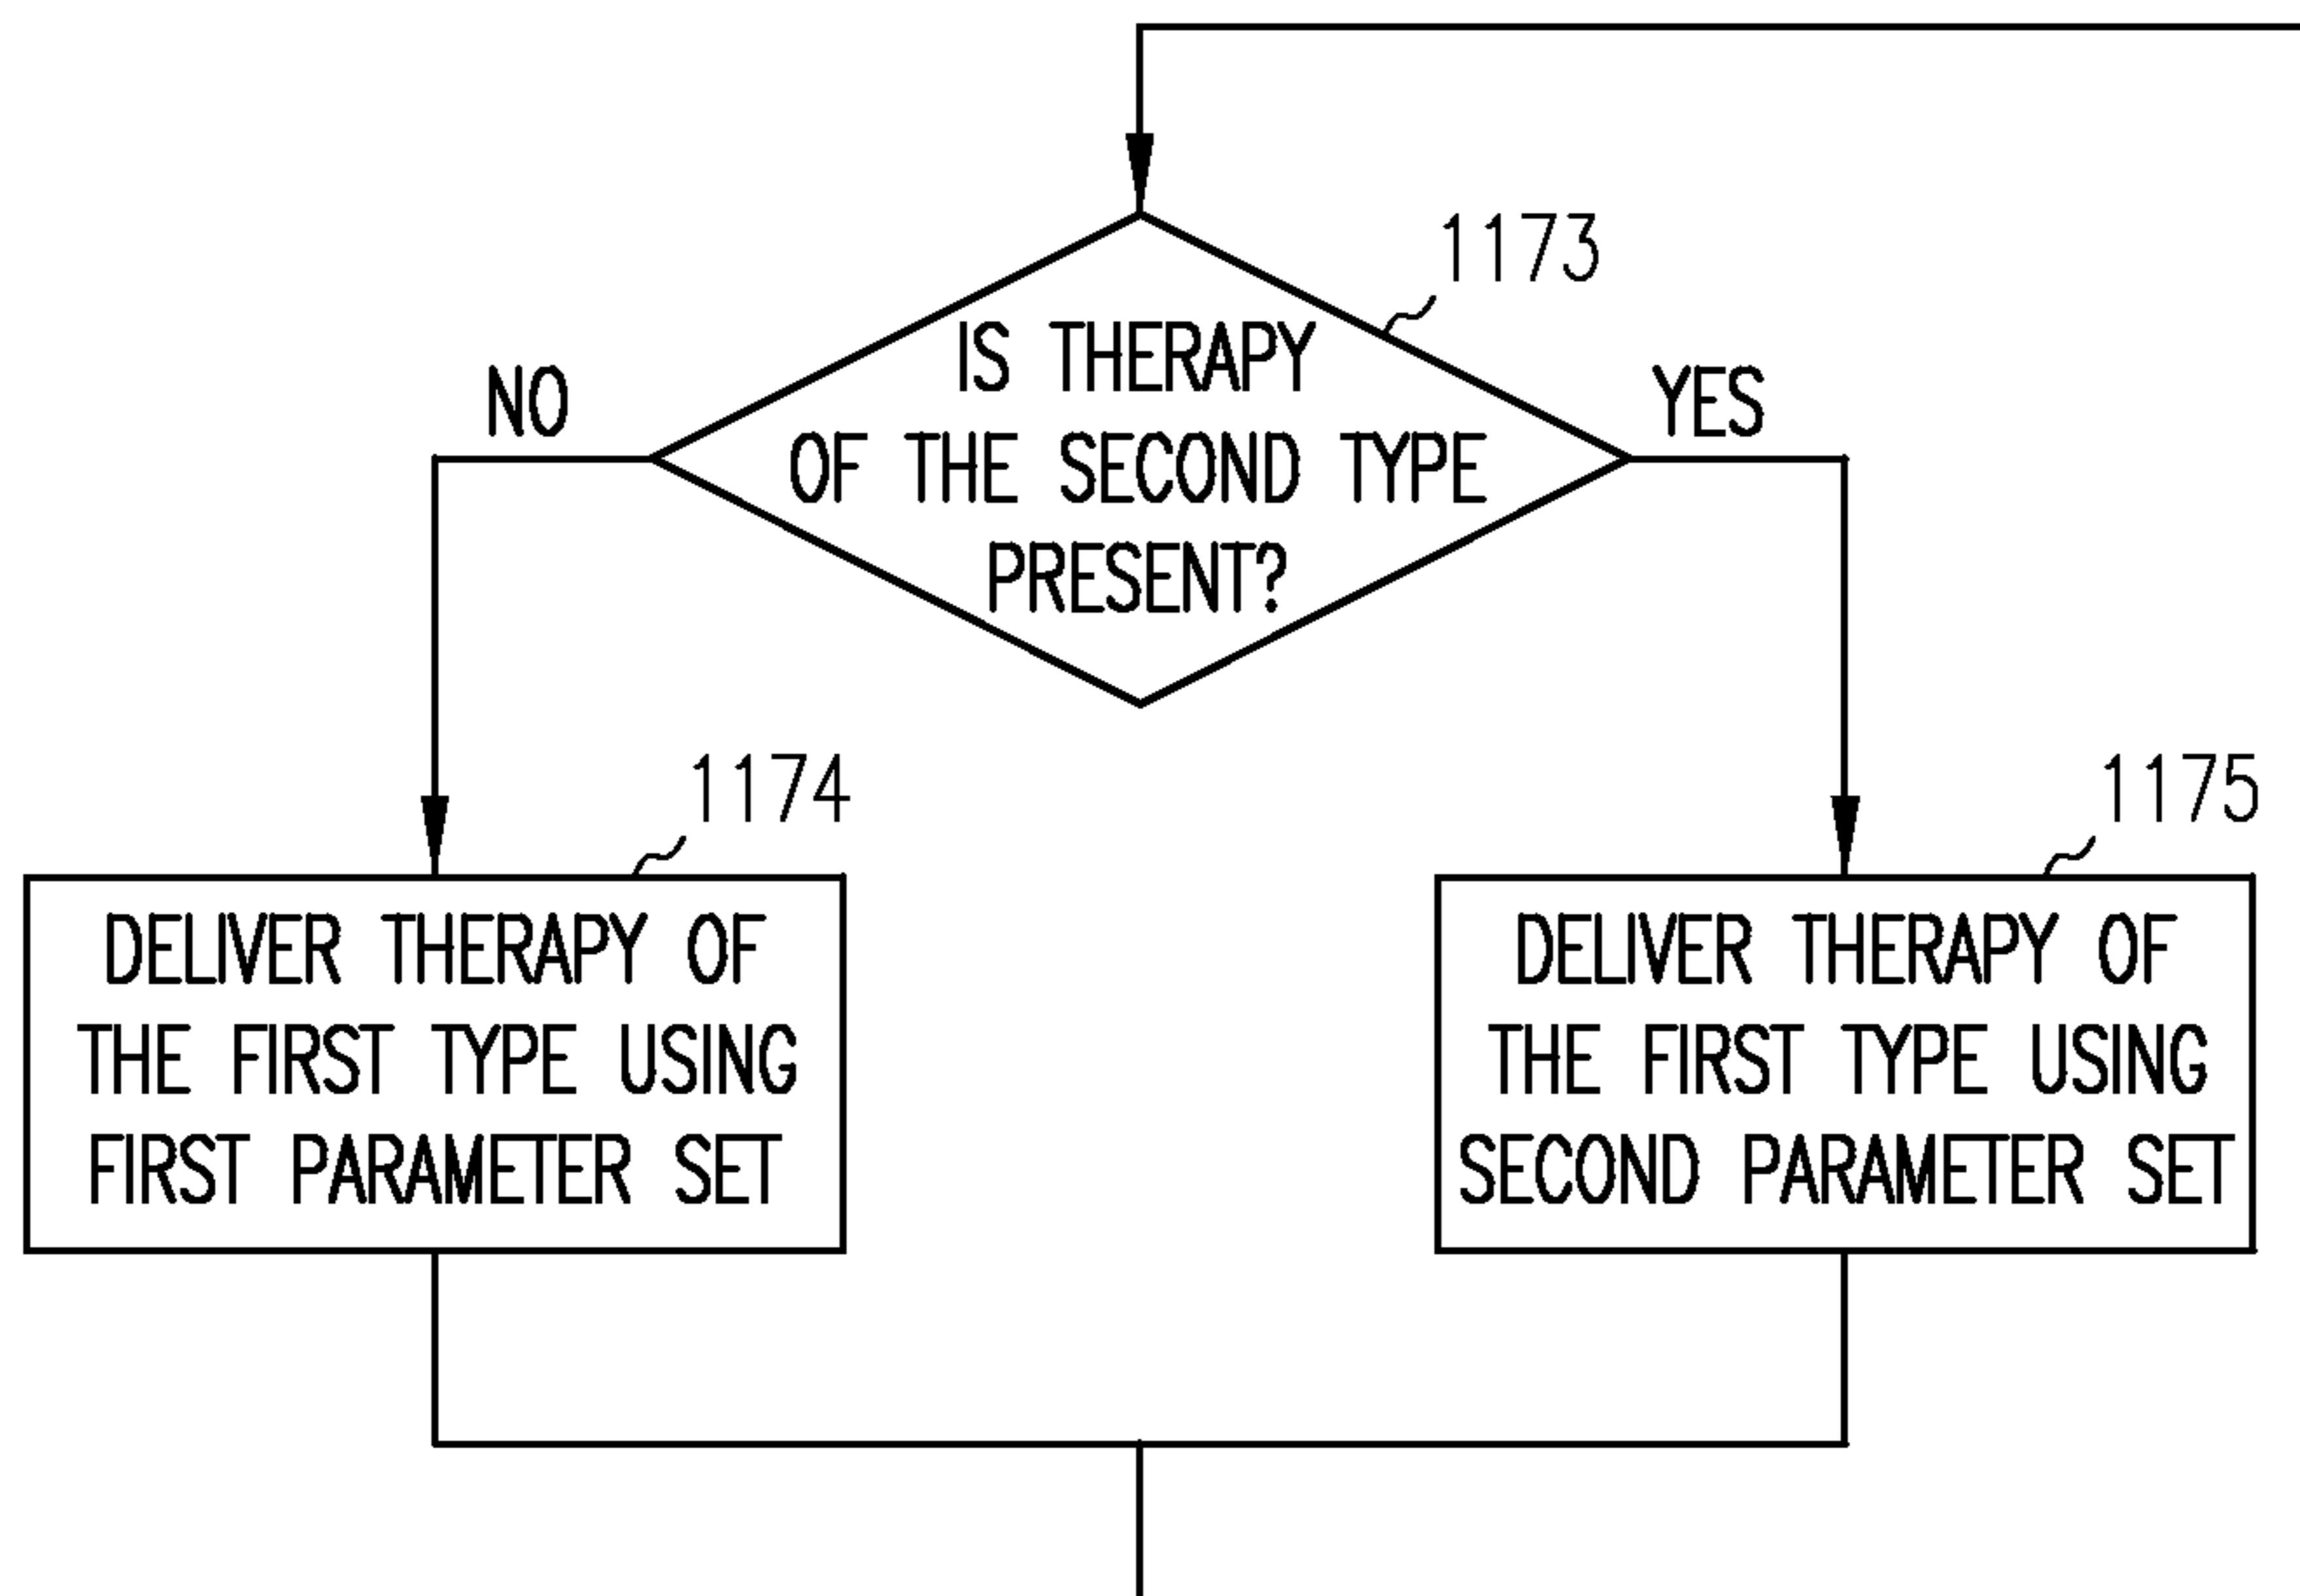 1173
IS THERAPY
OF THE SECOND TYPE
PRESENT?
NO
YES
1174
DELIVER THERAPY OF
THE FIRST TYPE USING
FIRST PARAMETER SET
1175
DELIVER THERAPY OF
THE FIRST TYPE USING
SECOND PARAMETER SET